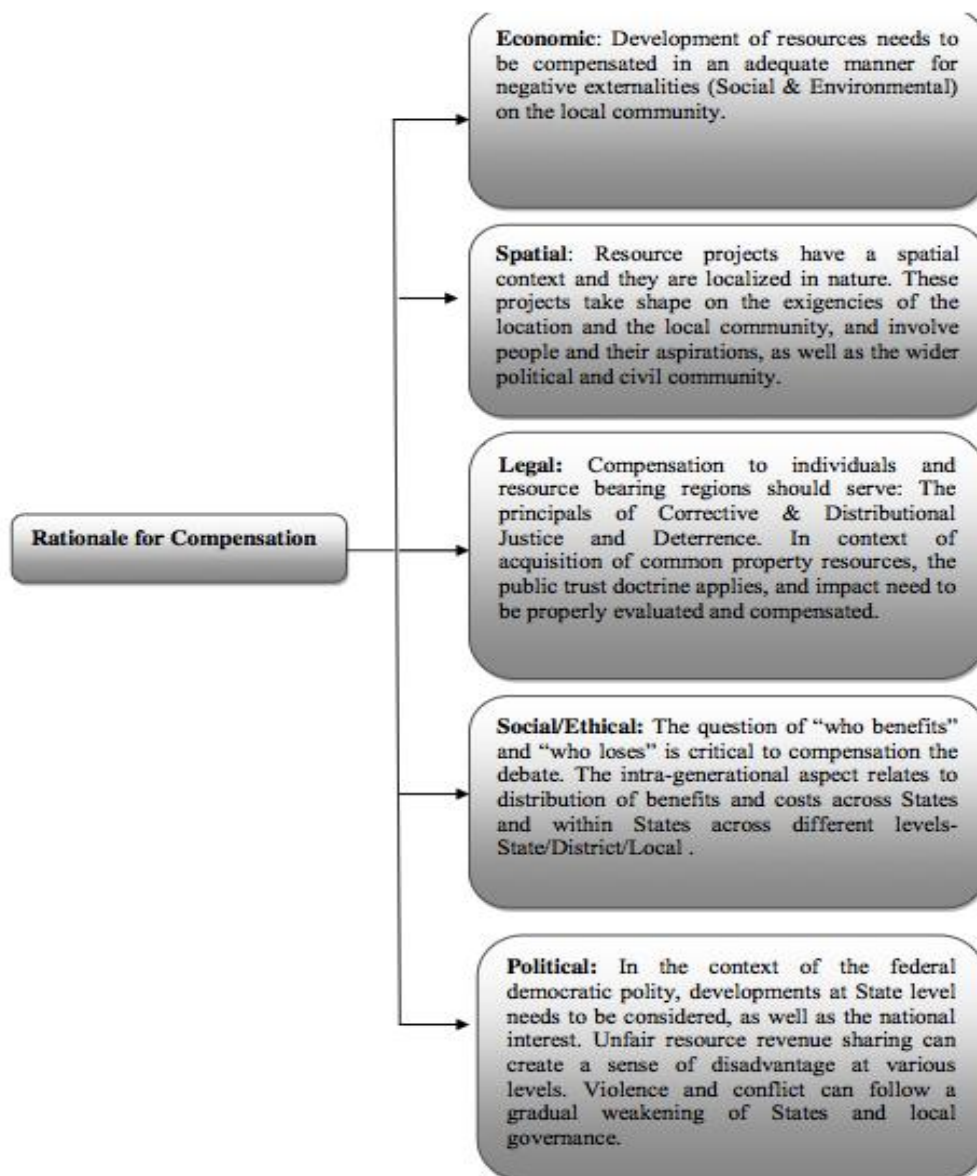 Economic: Development of resources needs to
be compensated in an adequate manner for
negative externalities (Social & Environmental)
on the local community.
Spatial: Resource projects have a spatial
context and they are localized in nature. These
projects take shape on the exigencies of the
location and the local community, and involve
people and their aspirations, as well as the wider
political and civil community.
Rationale for Compensation
Legal: Compensation to individuals and
resource bearing regions should serve: The
principals of Corrective & Distributional
Justice and Deterrence. In context of
acquisition of common property resources, the
public trust doctrine applies, and impact need to
be properly evaluated and compensated.
Social/Ethical: The question of “who benefits”
and “who loses” is critical to compensation the
debate. The intra-generational aspect relates to
distribution of benefits and costs across States
and within States across different levels-
State/District/Local .
Political: In the context of the federal
democratic polity, developments at State level
needs to be considered, as well as the national
interest. Unfair resource revenue sharing can
create a sense of disadvantage at various
levels. Violence and conflict can follow a
gradual weakening of States and local
governance.